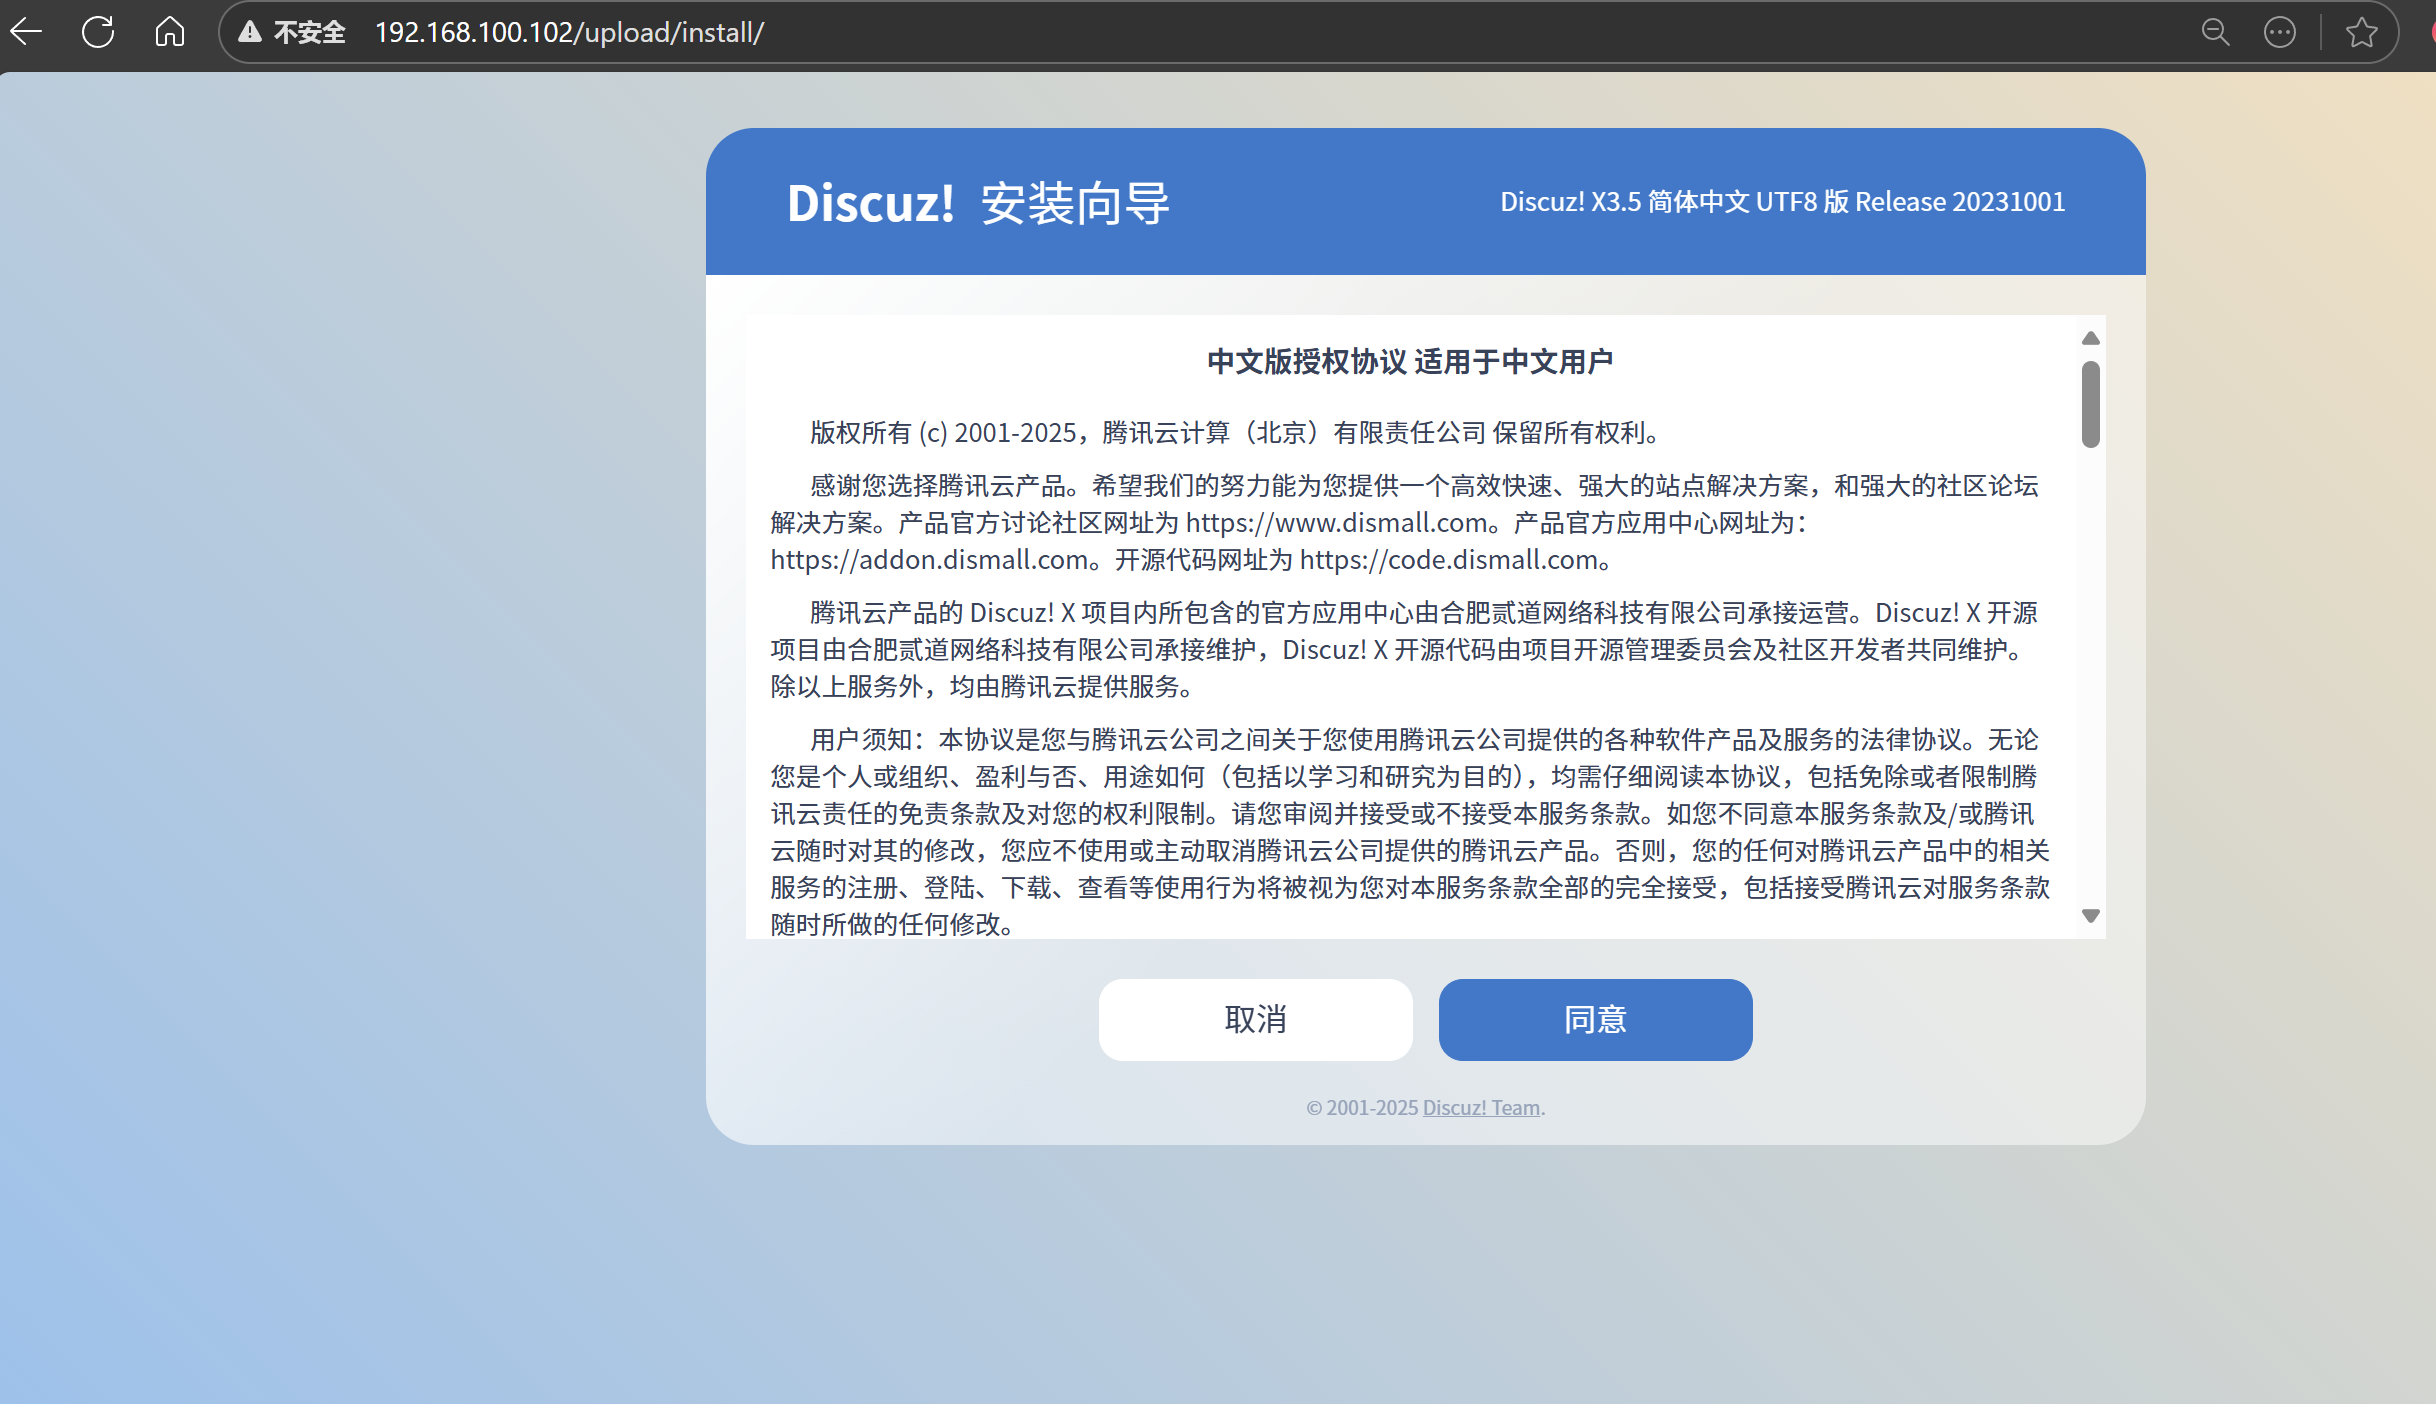 不安全 192.168.100.102/upload/install/
Discuz! 安装向导
Discuz! X3.5 简体中文 UTF8 版 Release 20231001
中文版授权协议 适用于中文用户
版权所有 (c) 2001-2025，腾讯云计算（北京）有限责任公司 保留所有权利。
感谢您选择腾讯云产品。希望我们的努力能为您提供一个高效快速、强大的站点解决方案，和强大的社区论坛
解决方案。产品官方讨论社区网址为 https://www.dismall.com。产品官方应用中心网址为：
https://addon.dismall.com。开源代码网址为 https://code.dismall.com。
腾讯云产品的 Discuz! X 项目内所包含的官方应用中心由合肥贰道网络科技有限公司承接运营。Discuz! X 开源
项目由合肥贰道网络科技有限公司承接维护，Discuz! X 开源代码由项目开源管理委员会及社区开发者共同维护。
除以上服务外，均由腾讯云提供服务。
用户须知：本协议是您与腾讯云公司之间关于您使用腾讯云公司提供的各种软件产品及服务的法律协议。无论
您是个人或组织、盈利与否、用途如何（包括以学习和研究为目的），均需仔细阅读本协议，包括免除或者限制腾
讯云责任的免责条款及对您的权利限制。请您审阅并接受或不接受本服务条款。如您不同意本服务条款及/或腾讯
云随时对其的修改，您应不使用或主动取消腾讯云公司提供的腾讯云产品。否则，您的任何对腾讯云产品中的相关
服务的注册、登陆、下载、查看等使用行为将被视为您对本服务条款全部的完全接受，包括接受腾讯云对服务条款
随时所做的任何修改。
取消
同意
© 2001-2025 Discuz! Team.